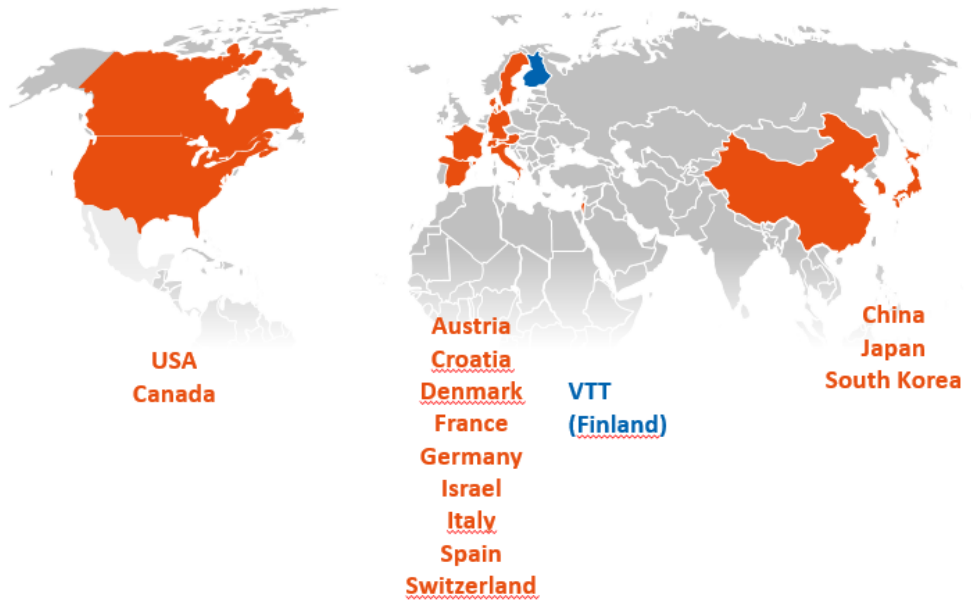 USA
Canada
Austria
Croatia
Denmark
France
Germany
Israel
Italy
Spain
Switzerland
VTT
(Finland)
China
Japan
South Korea